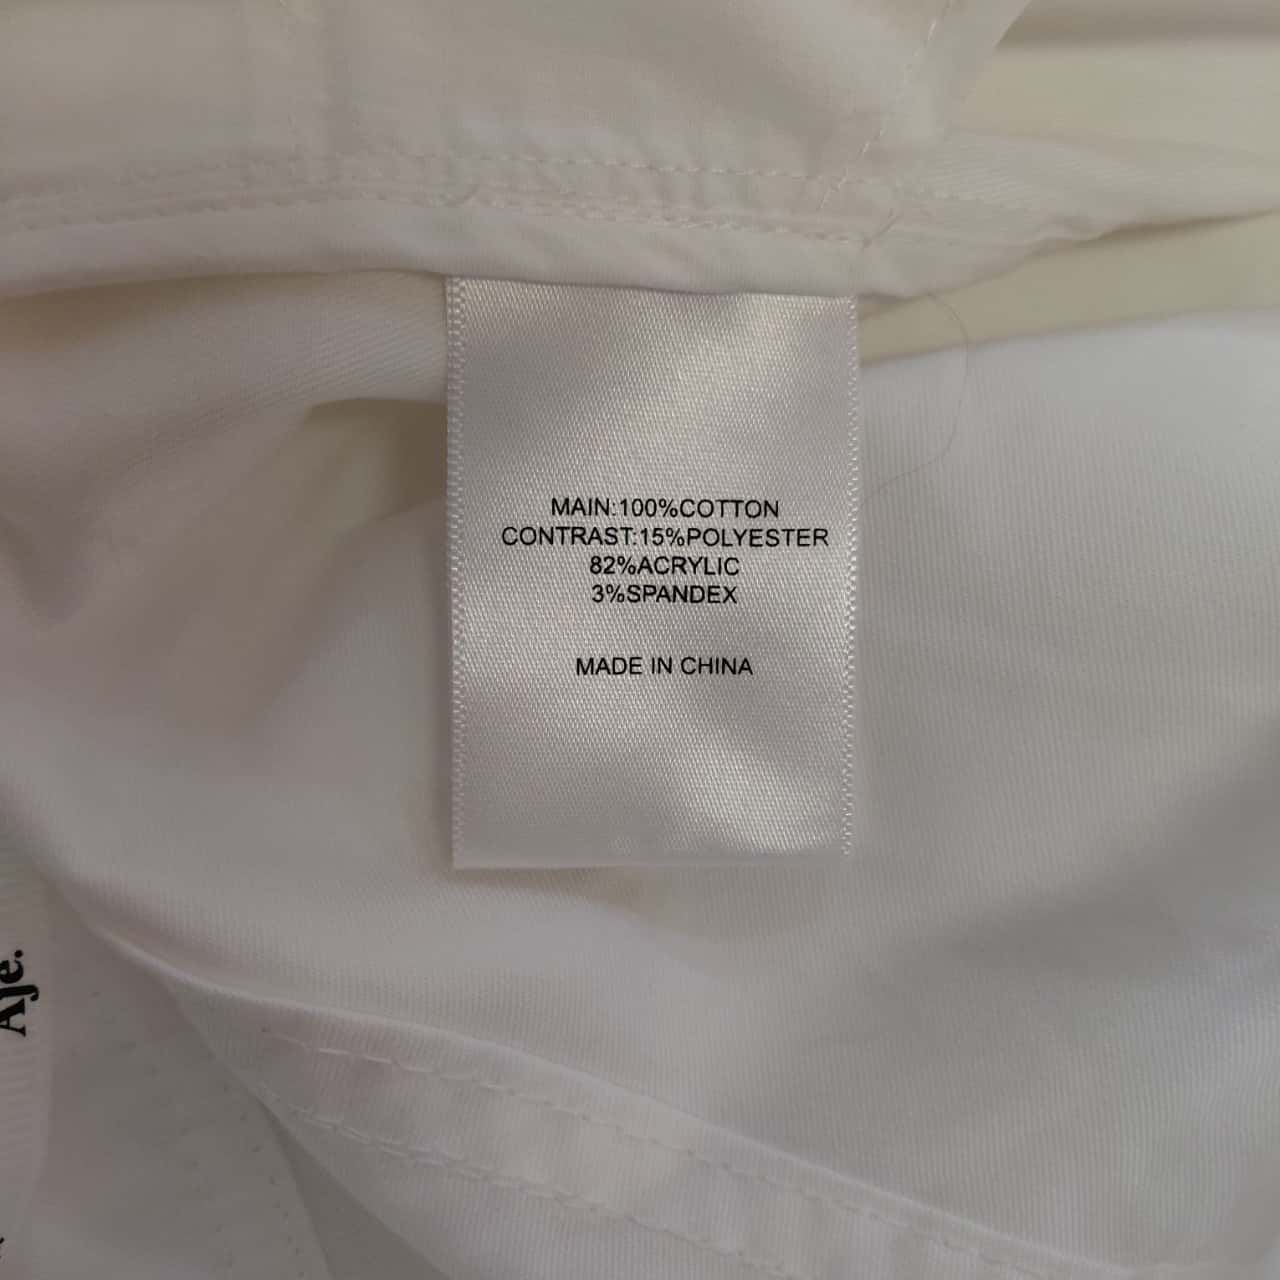 MAIN:100%COTTON
CONTRAST:15%POLYESTER
82%ACRYLIC
3%SPANDEX
MADE IN CHINA
Aje.